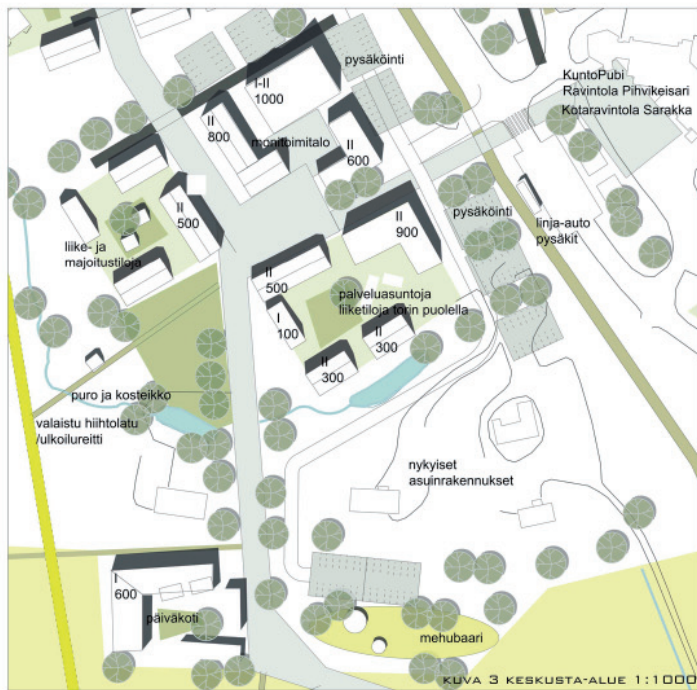 pysäköinti
KuntoPubi
Ravintola Pihvikeisari
Kotaravintola Sarakka
I-II
1000
II
800
monitoimitalo
II
600
II
500
pysäköinti
linja-auto
pysäkit
liike- ja
majoitustiloja
II
900
II
500
palveluasuntoja
liiketiloja torin puolella
I
100
II
300
II
300
puro ja kosteikko
valaistu hiihtolatu
/ulkoilureitti
nykyiset
asuinrakennukset
I
600
päiväkoti
mehubaari
KUVA 3 KESKUSTA-ALUE 1:1000